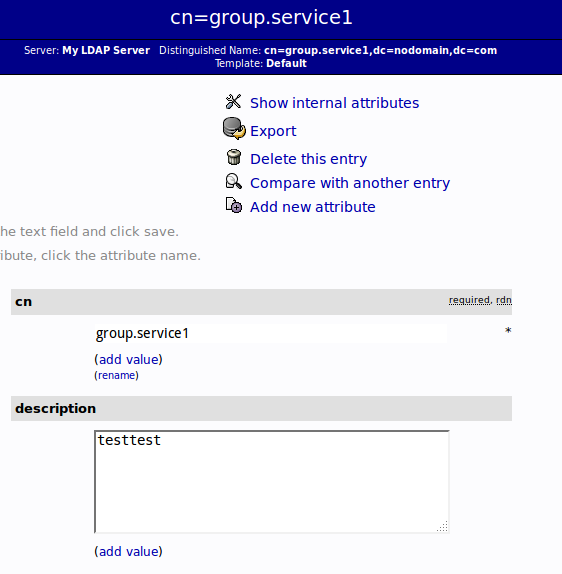 cn=group.service1
Server: My LDAP Server Distinguished Name: cn=group.service1,dc=nodomain,dc=com
Template: Default
Show internal attributes
Export
Delete this entry
Compare with another entry
Add new attribute
he text field and click save.
ibute, click the attribute name.
cn required, rdn
group.service1 *
(add value)
(rename)
description
testtest
(add value)